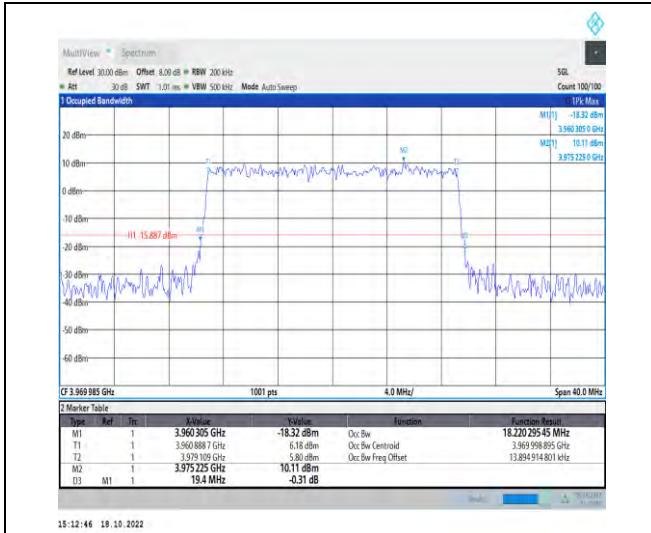 MultiView Spectrum
Ref Level 30.00 dBm Offset 8.09 dB RBW 200 kHz SGL
Att 30 dB SWT 1.01 ms VBW 500 kHz Mode Auto Sweep Count 100/100
1 Occupied Bandwidth 1Pk Max
M1[1] -18.32 dBm
3.960 305 0 GHz
M2[1] 10.11 dBm
3.975 225 0 GHz
20 dBm
10 dBm
0 dBm
-10 dBm
H1 -15.887 dBm
-20 dBm
-30 dBm
-40 dBm
-50 dBm
-60 dBm
T1
M2
T2
M1
CF 3.969 985 GHz 1001 pts 4.0 MHz/ Span 40.0 MHz
2 Marker Table
Type Ref Trc X-Value Y-Value Function Function Result
M1 1 3.960 305 GHz -18.32 dBm Occ Bw 18.220 295 45 MHz
T1 1 3.960 888 7 GHz 6.18 dBm Occ Bw Centroid 3.969 998 895 GHz
T2 1 3.979 109 GHz 5.80 dBm Occ Bw Freq Offset 13.894 914 801 kHz
M2 1 3.975 225 GHz 10.11 dBm
D3 M1 1 19.4 MHz -0.31 dB
15:12:46 18.10.2022